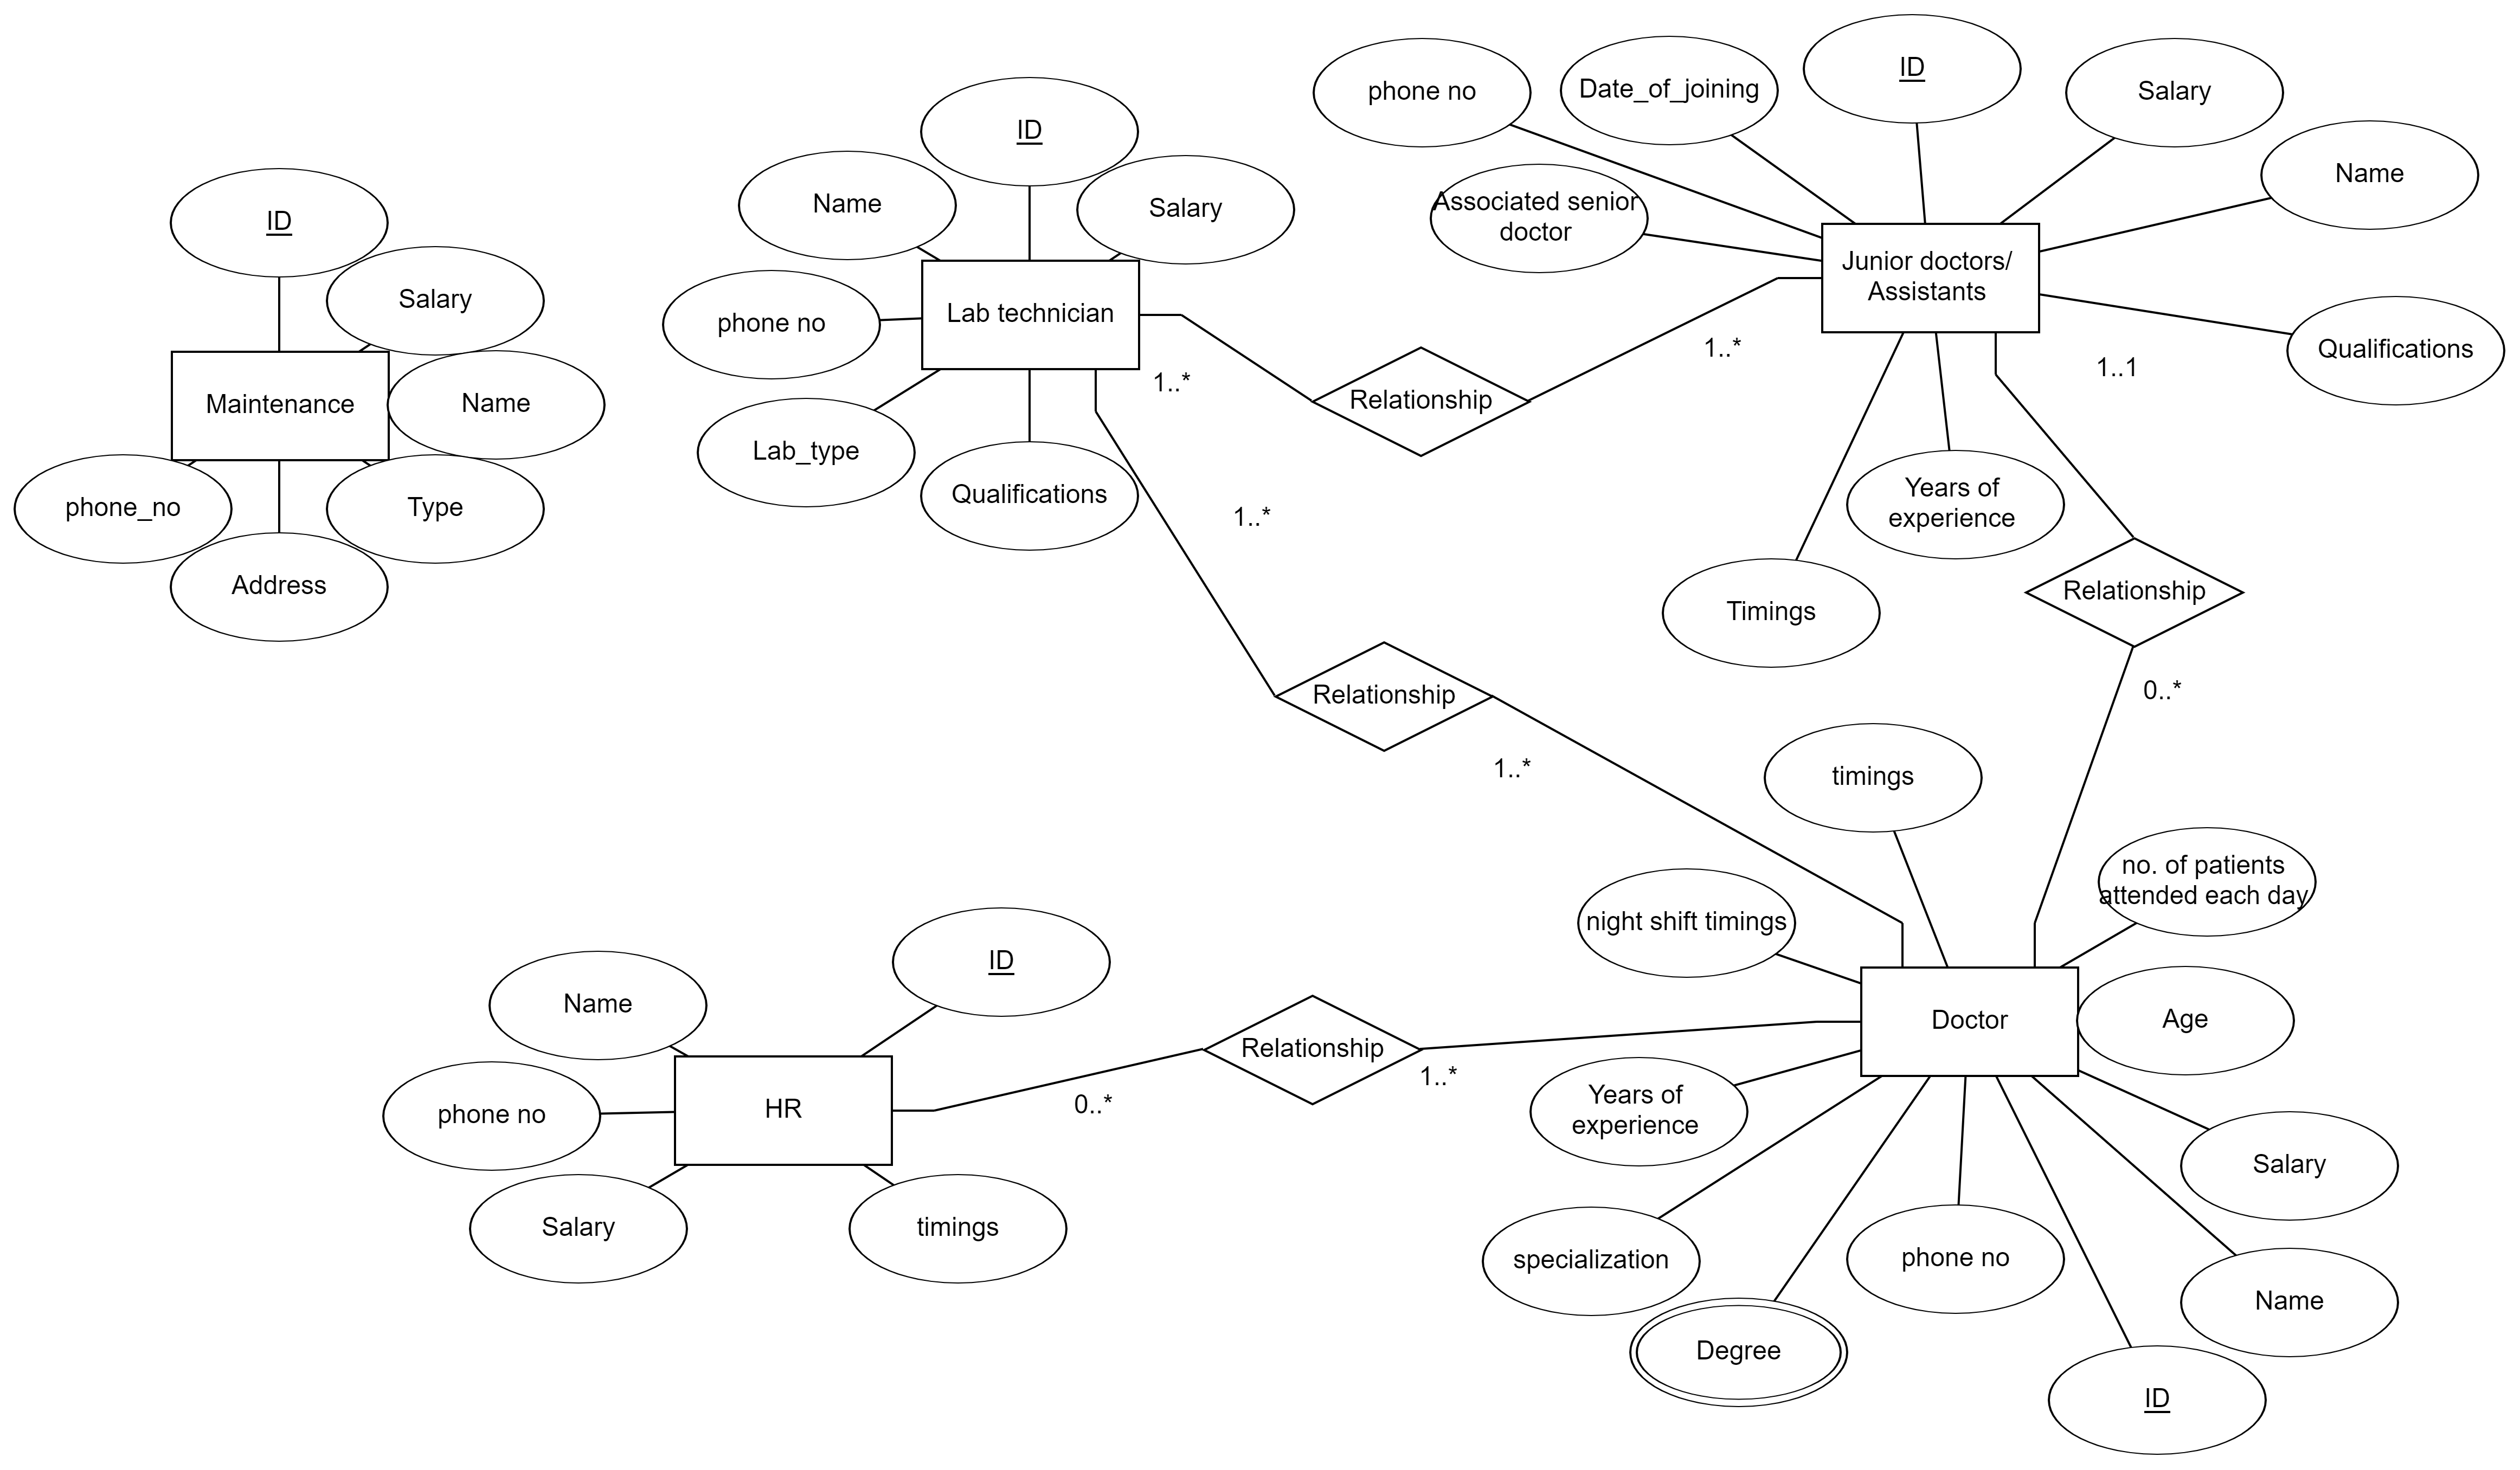 ID
Salary
Maintenance
Name
phone_no
Type
Address
ID
Name
Salary
phone no
Lab technician
Lab_type
Qualifications
1..*
Relationship
1..*
phone no
Date_of_joining
ID
Salary
Name
Associated senior
doctor
Junior doctors/
Assistants
Qualifications
1..1
Years of
experience
Timings
Relationship
0..*
1..*
Relationship
1..*
timings
night shift timings
no. of patients
attended each day
Doctor
Age
Years of
experience
Salary
specialization
phone no
Name
Degree
ID
Name
ID
phone no
HR
Salary
timings
0..*
Relationship
1..*